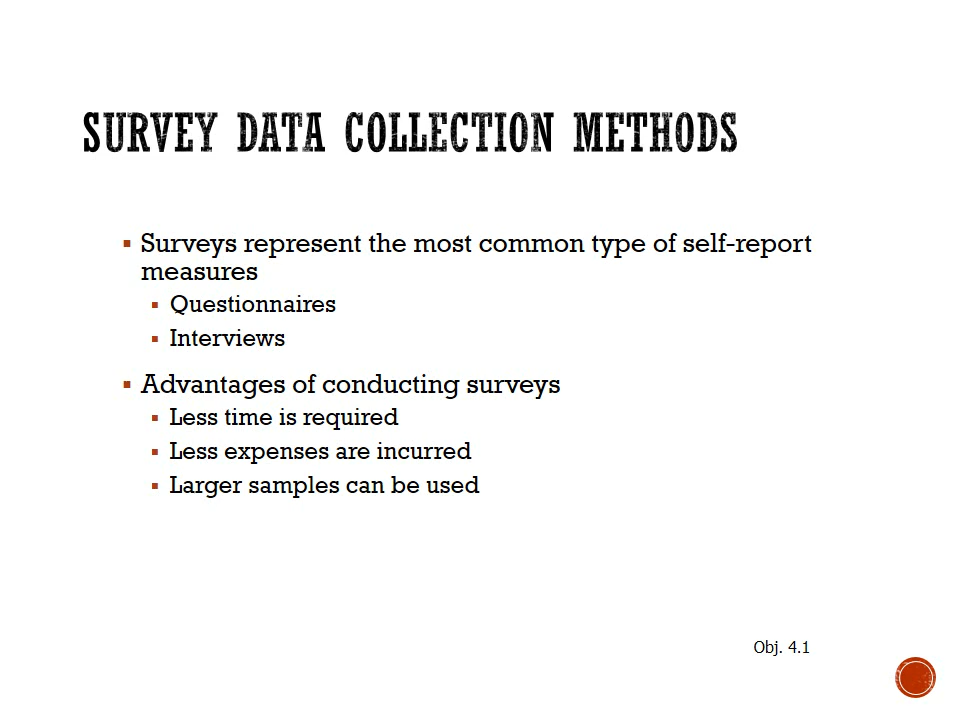 SURVEY DATA COLLECTION METHODS
▪ Surveys represent the most common type of self-report
measures
▪ Questionnaires
▪ Interviews
▪ Advantages of conducting surveys
▪ Less time is required
▪ Less expenses are incurred
▪ Larger samples can be used
Obj. 4.1